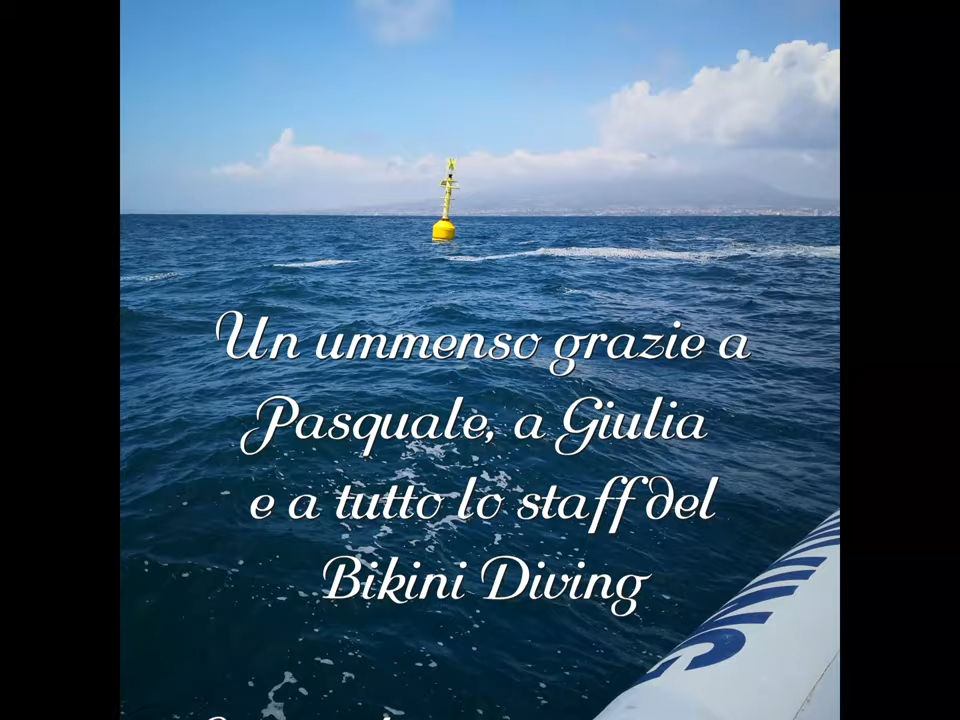 Un ummenso grazie a
Pasquale, a Giulia
e a tutto lo staff del
Bikini Diving